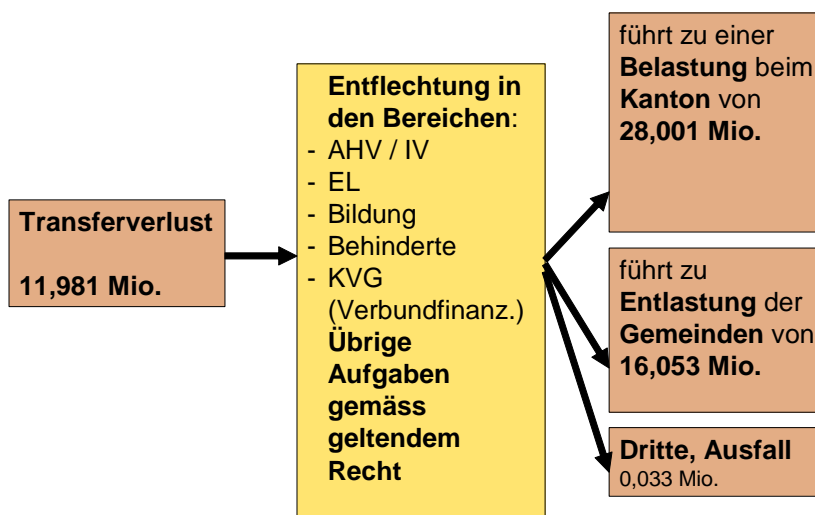 Transferverlust
11,981 Mio.
Entflechtung in
den Bereichen:
- AHV / IV
- EL
- Bildung
- Behinderte
- KVG
(Verbundfinanz.)
Übrige
Aufgaben
gemäss
geltendem
Recht
führt zu einer
Belastung beim
Kanton von
28,001 Mio.
führt zu
Entlastung der
Gemeinden von
16,053 Mio.
Dritte, Ausfall
0,033 Mio.